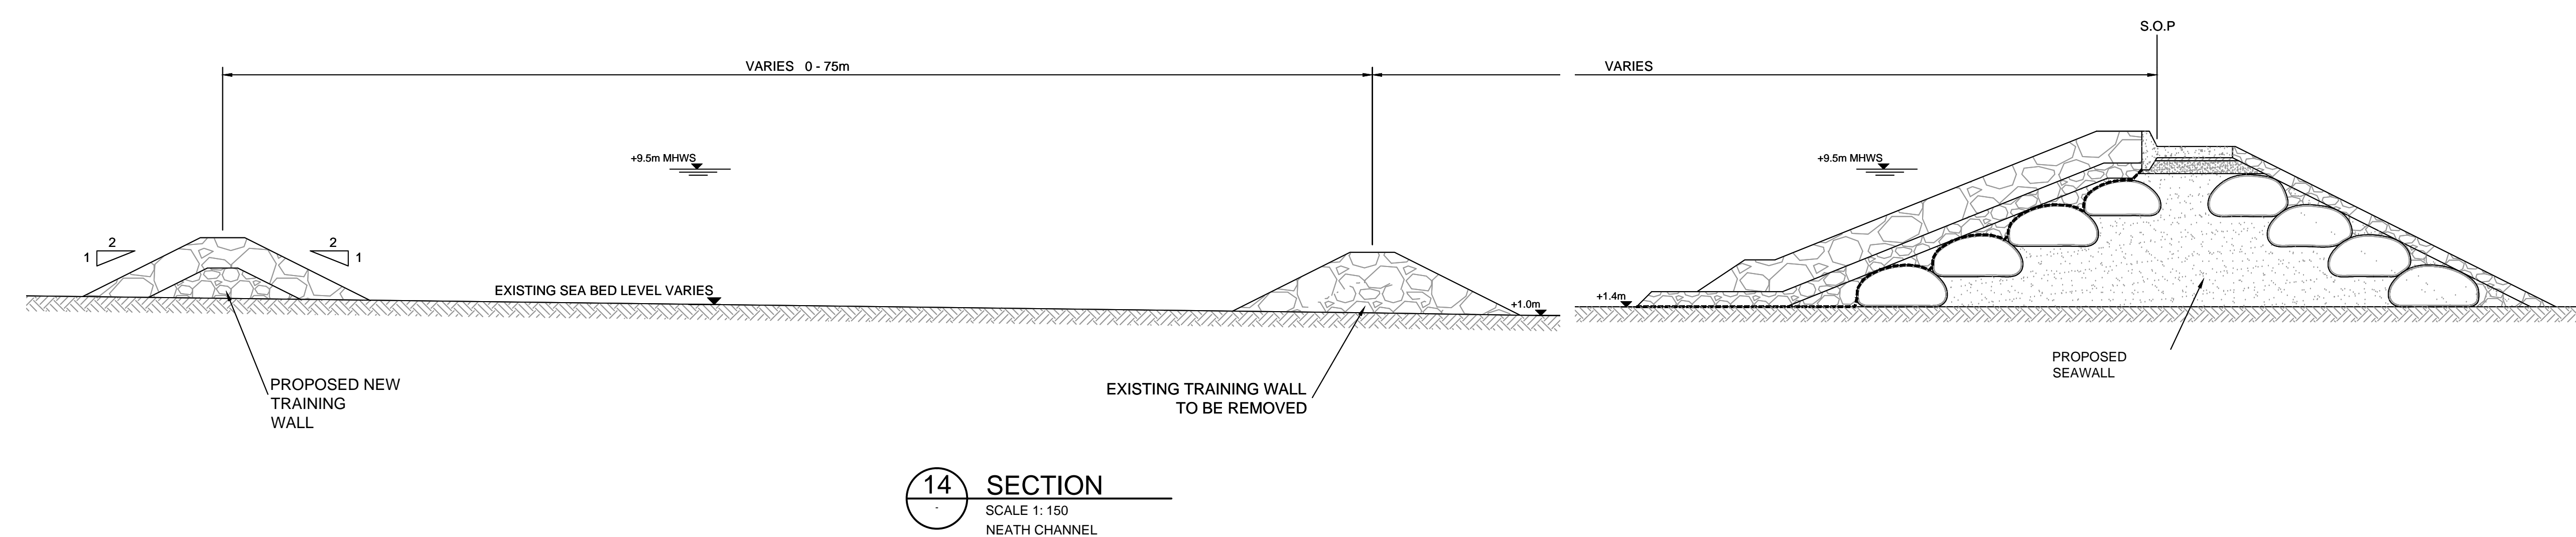 S.O.P
VARIES 0 - 75m
VARIES
+9.5m MHWS
+9.5m MHWS
2
1
2
1
EXISTING SEA BED LEVEL VARIES
+1.0m
+1.4m
PROPOSED NEW
TRAINING
WALL
EXISTING TRAINING WALL
TO BE REMOVED
PROPOSED
SEAWALL
14
-
SECTION
SCALE 1: 150
NEATH CHANNEL